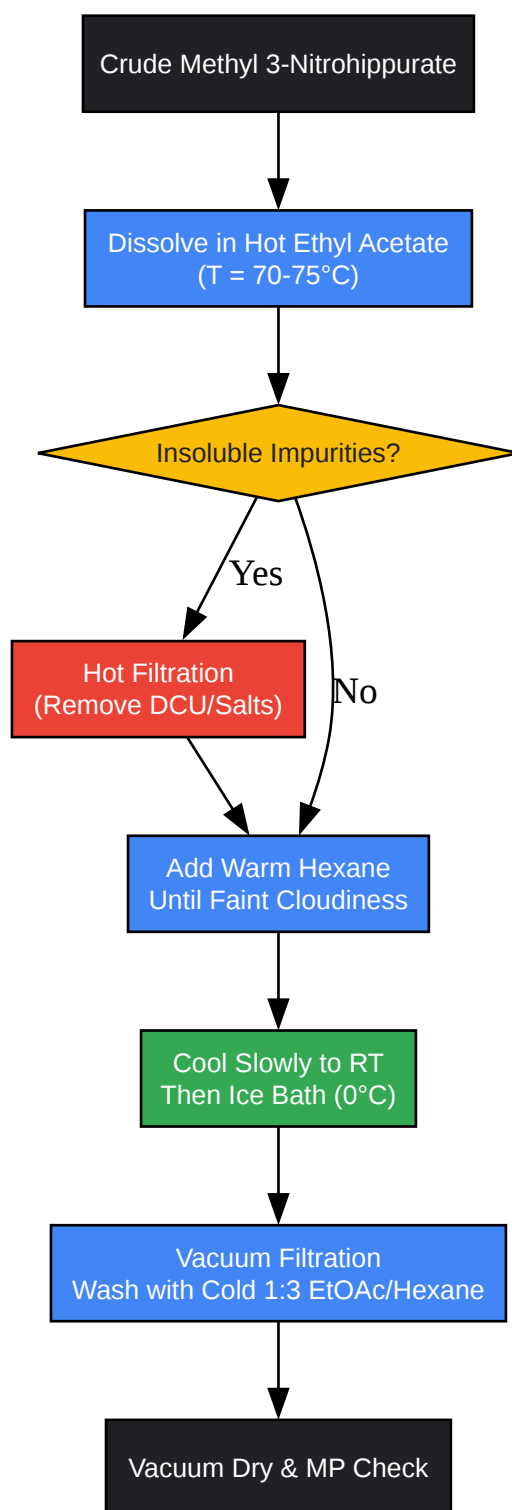 Crude Methyl 3-Nitrohippurate
Dissolve in Hot Ethyl Acetate
(T = 70-75°C)
Insoluble Impurities?
Yes
Hot Filtration
(Remove DCU/Salts)
No
Add Warm Hexane
Until Faint Cloudiness
Cool Slowly to RT
Then Ice Bath (0°C)
Vacuum Filtration
Wash with Cold 1:3 EtOAc/Hexane
Vacuum Dry & MP Check